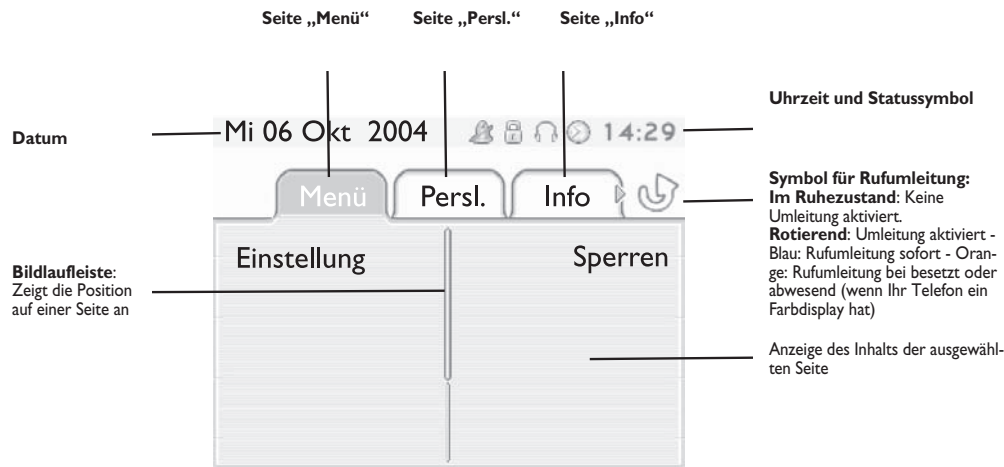 Seite „Menü“ Seite „Persl.“ Seite „Info“
Uhrzeit und Statussymbol
Datum
Mi 06 Okt 2004 14:29
Menü Persl. Info
Symbol für Rufumleitung:
Im Ruhezustand: Keine
Umleitung aktiviert.
Rotierend: Umleitung aktiviert -
Blau: Rufumleitung sofort - Oran-
ge: Rufumleitung bei besetzt oder
abwesend (wenn Ihr Telefon ein
Farbdisplay hat)
Einstellung Sperren
Bildlaufleiste:
Zeigt die Position
auf einer Seite an
Anzeige des Inhalts der ausgewähl-
ten Seite